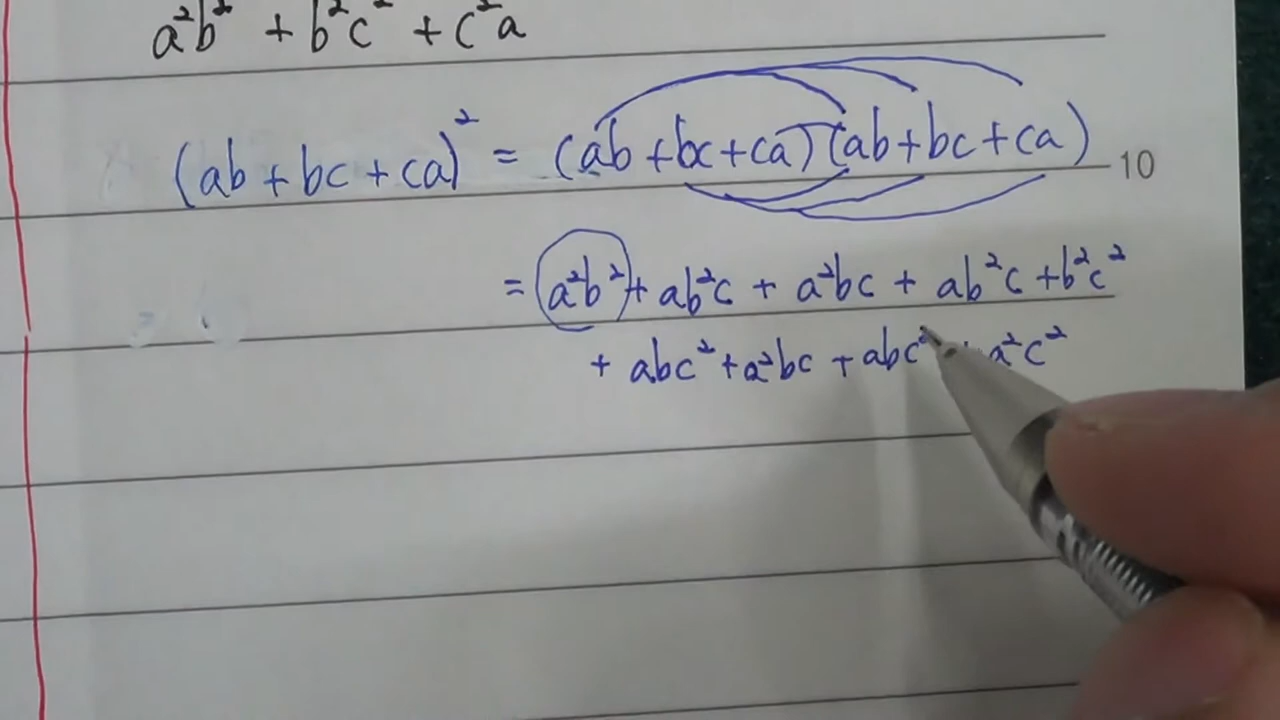 a²b² + b²c² + c²a
(ab + bc + ca)² = (ab + bc + ca)(ab + bc + ca) 10
= a²b² + ab²c + a²bc + ab²c + b²c²
+ abc² + a²bc + abc² + a²c²